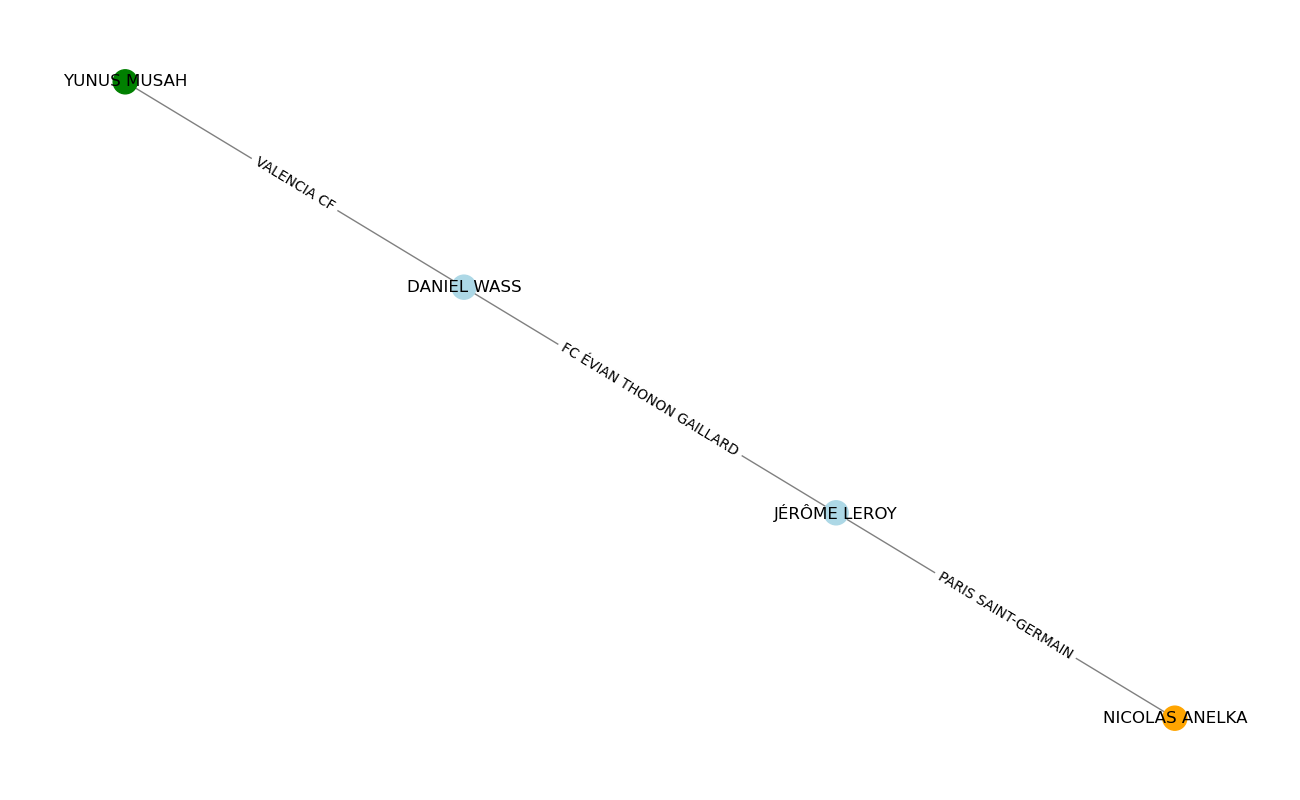 YUNUS MUSAH
VALENCIA CF
DANIEL WASS
FC ÉVIAN THONON GAILLARD
JÉRÔME LEROY
PARIS SAINT-GERMAIN
NICOLAS ANELKA